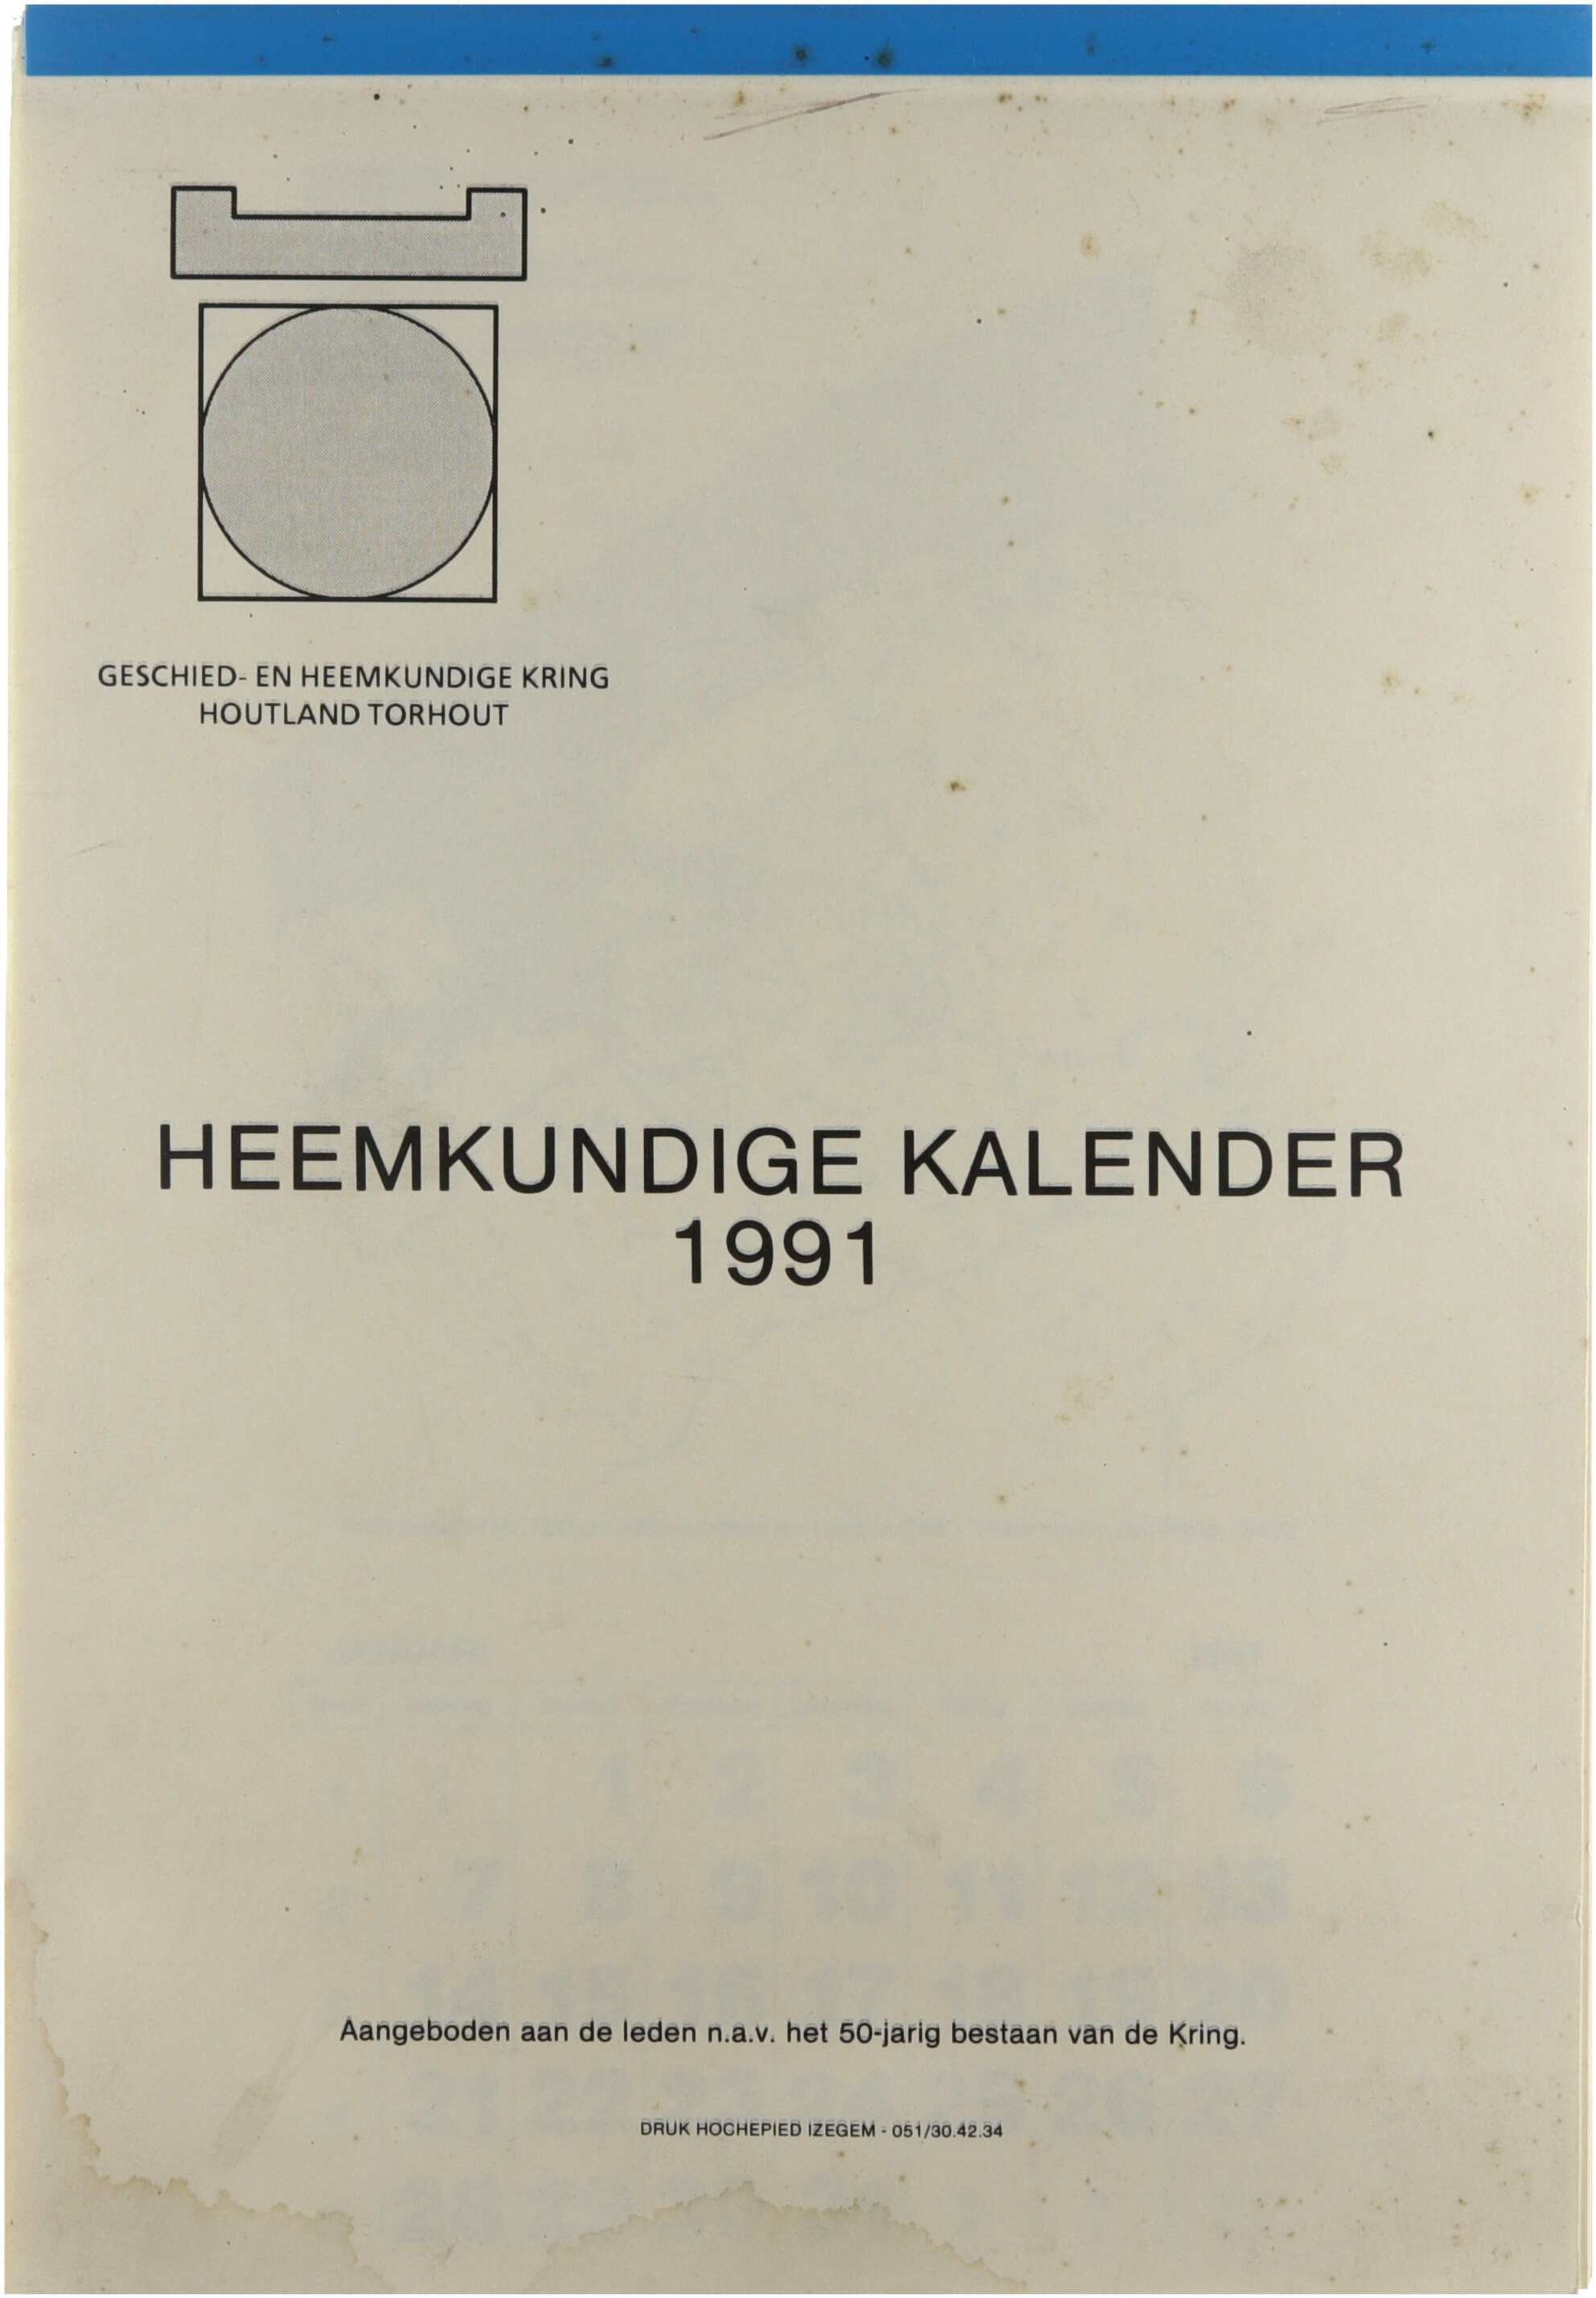 GESCHIED- EN HEEMKUNDIGE KRING
HOUTLAND TORHOUT
HEEMKUNDIGE KALENDER
1991
Aangeboden aan de leden n.a.v. het 50-jarig bestaan van de Kring.
DRUK HOCHEPIED IZEGEM - 051/30.42.34